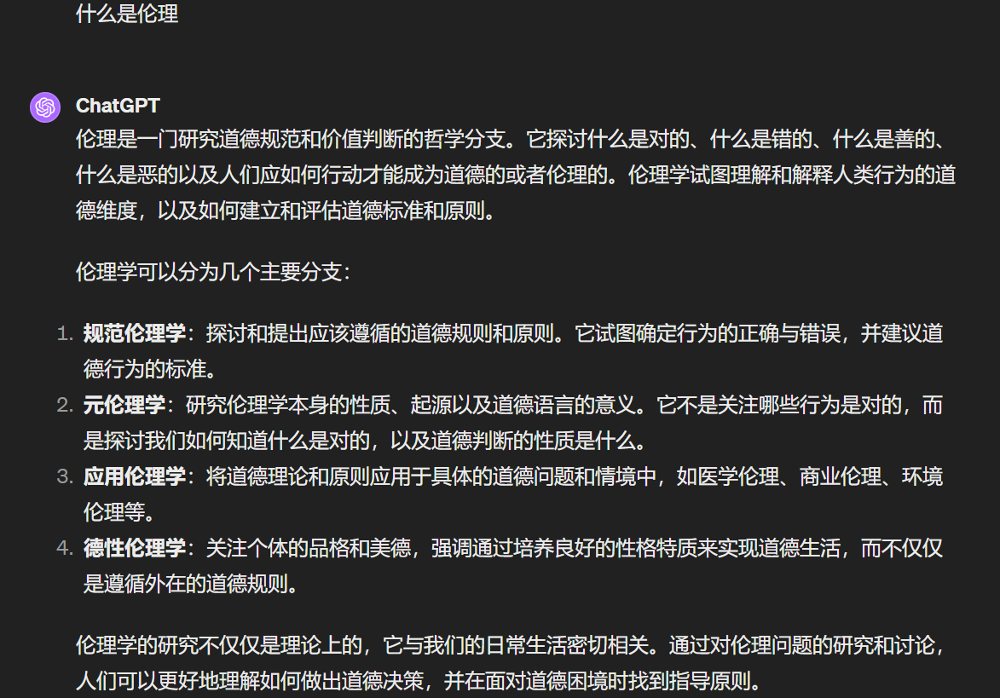 什么是伦理
ChatGPT
伦理是一门研究道德规范和价值判断的哲学分支。它探讨什么是对的、什么是错的、什么是善的、
什么是恶的以及人们应如何行动才能成为道德的或者伦理的。伦理学试图理解和解释人类行为的道
德维度，以及如何建立和评估道德标准和原则。
伦理学可以分为几个主要分支：
1. 规范伦理学：探讨和提出应该遵循的道德规则和原则。它试图确定行为的正确与错误，并建议道
德行为的标准。
2. 元伦理学：研究伦理学本身的性质、起源以及道德语言的意义。它不是关注哪些行为是对的，而
是探讨我们如何知道什么是对的，以及道德判断的性质是什么。
3. 应用伦理学：将道德理论和原则应用于具体的道德问题和情境中，如医学伦理、商业伦理、环境
伦理等。
4. 德性伦理学：关注个体的品格和美德，强调通过培养良好的性格特质来实现道德生活，而不仅仅
是遵循外在的道德规则。
伦理学的研究不仅仅是理论上的，它与我们的日常生活密切相关。通过对伦理问题的研究和讨论，
人们可以更好地理解如何做出道德决策，并在面对道德困境时找到指导原则。